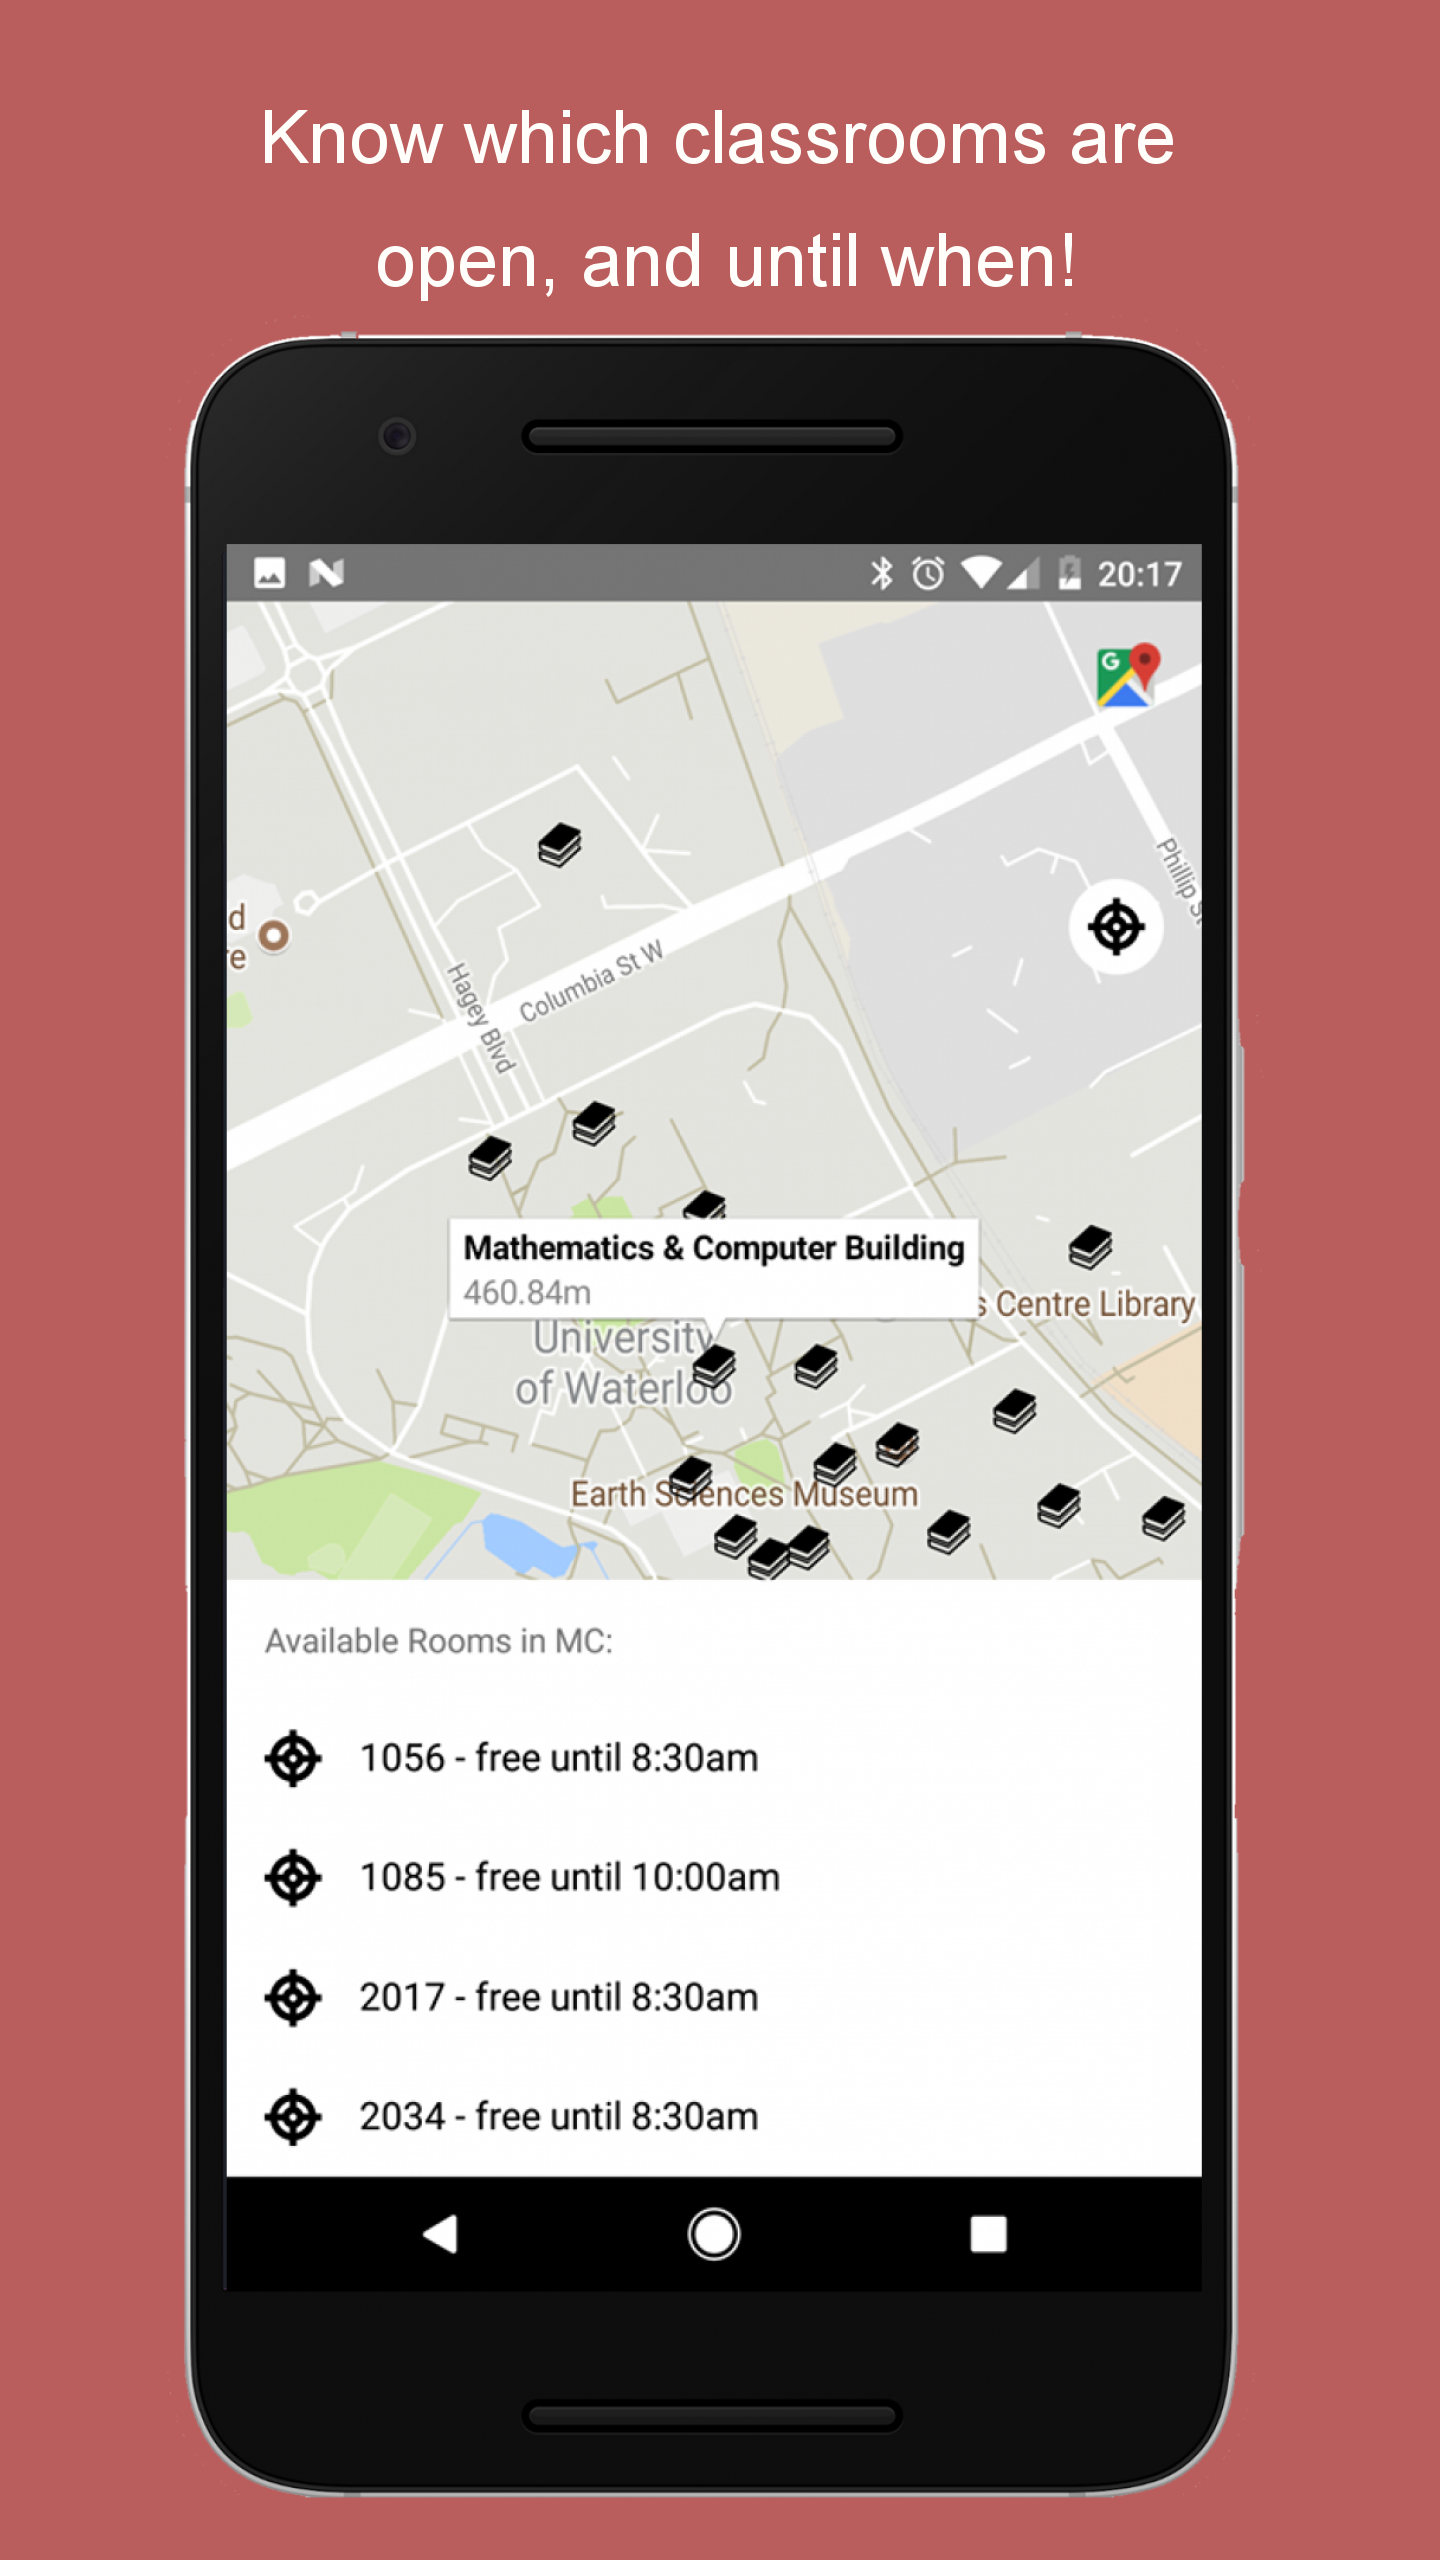 Know which classrooms are
open, and until when!
20:17
G
Phillip St
d
re
Columbia St W
Hagey Blvd
Mathematics & Computer Building
460.84m
s Centre Library
University
of Waterloo
Earth Sciences Museum
Available Rooms in MC:
1056 - free until 8:30am
1085 - free until 10:00am
2017 - free until 8:30am
2034 - free until 8:30am